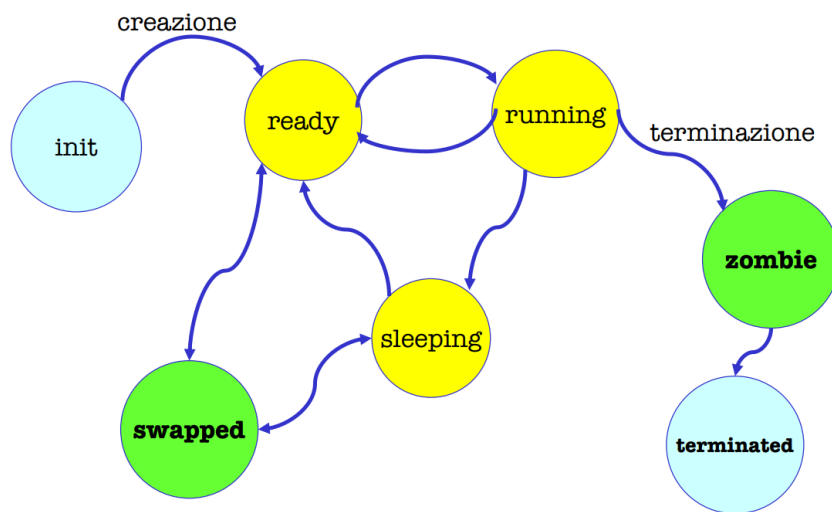 creazione
init
ready
running
terminazione
zombie
sleeping
swapped
terminated